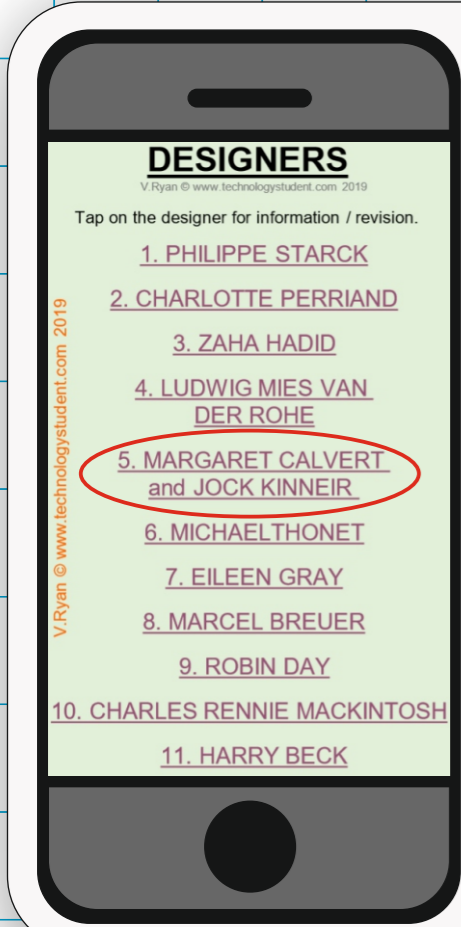 DESIGNERS
V.Ryan © www.technologystudent.com 2019
Tap on the designer for information / revision.
1. PHILIPPE STARCK
2. CHARLOTTE PERRIAND
3. ZAHA HADID
4. LUDWIG MIES VAN
DER ROHE
5. MARGARET CALVERT
and JOCK KINNEIR
6. MICHAELTHONET
7. EILEEN GRAY
8. MARCEL BREUER
9. ROBIN DAY
10. CHARLES RENNIE MACKINTOSH
11. HARRY BECK
V.Ryan © www.technologystudent.com 2019